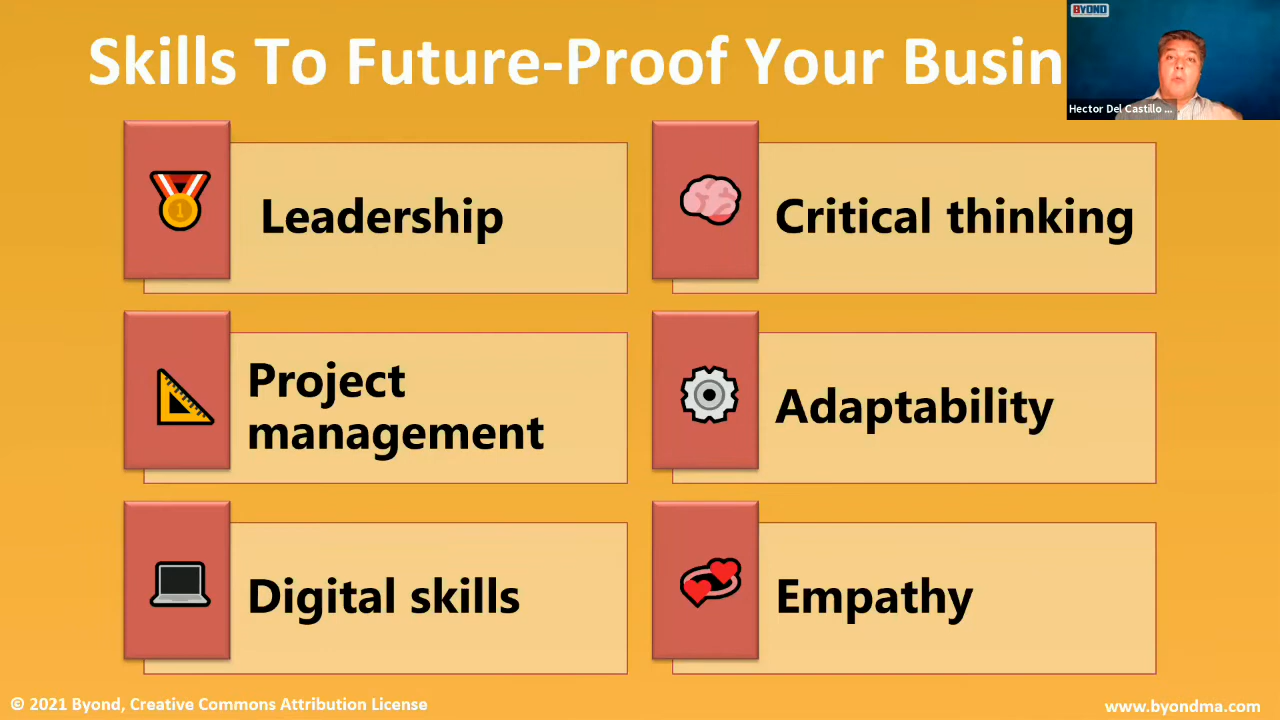 Skills To Future-Proof Your Busin
BYOND
Hector Del Castillo ...
Leadership
Critical thinking
Project
management
Adaptability
Digital skills
Empathy
© 2021 Byond, Creative Commons Attribution License
www.byondma.com